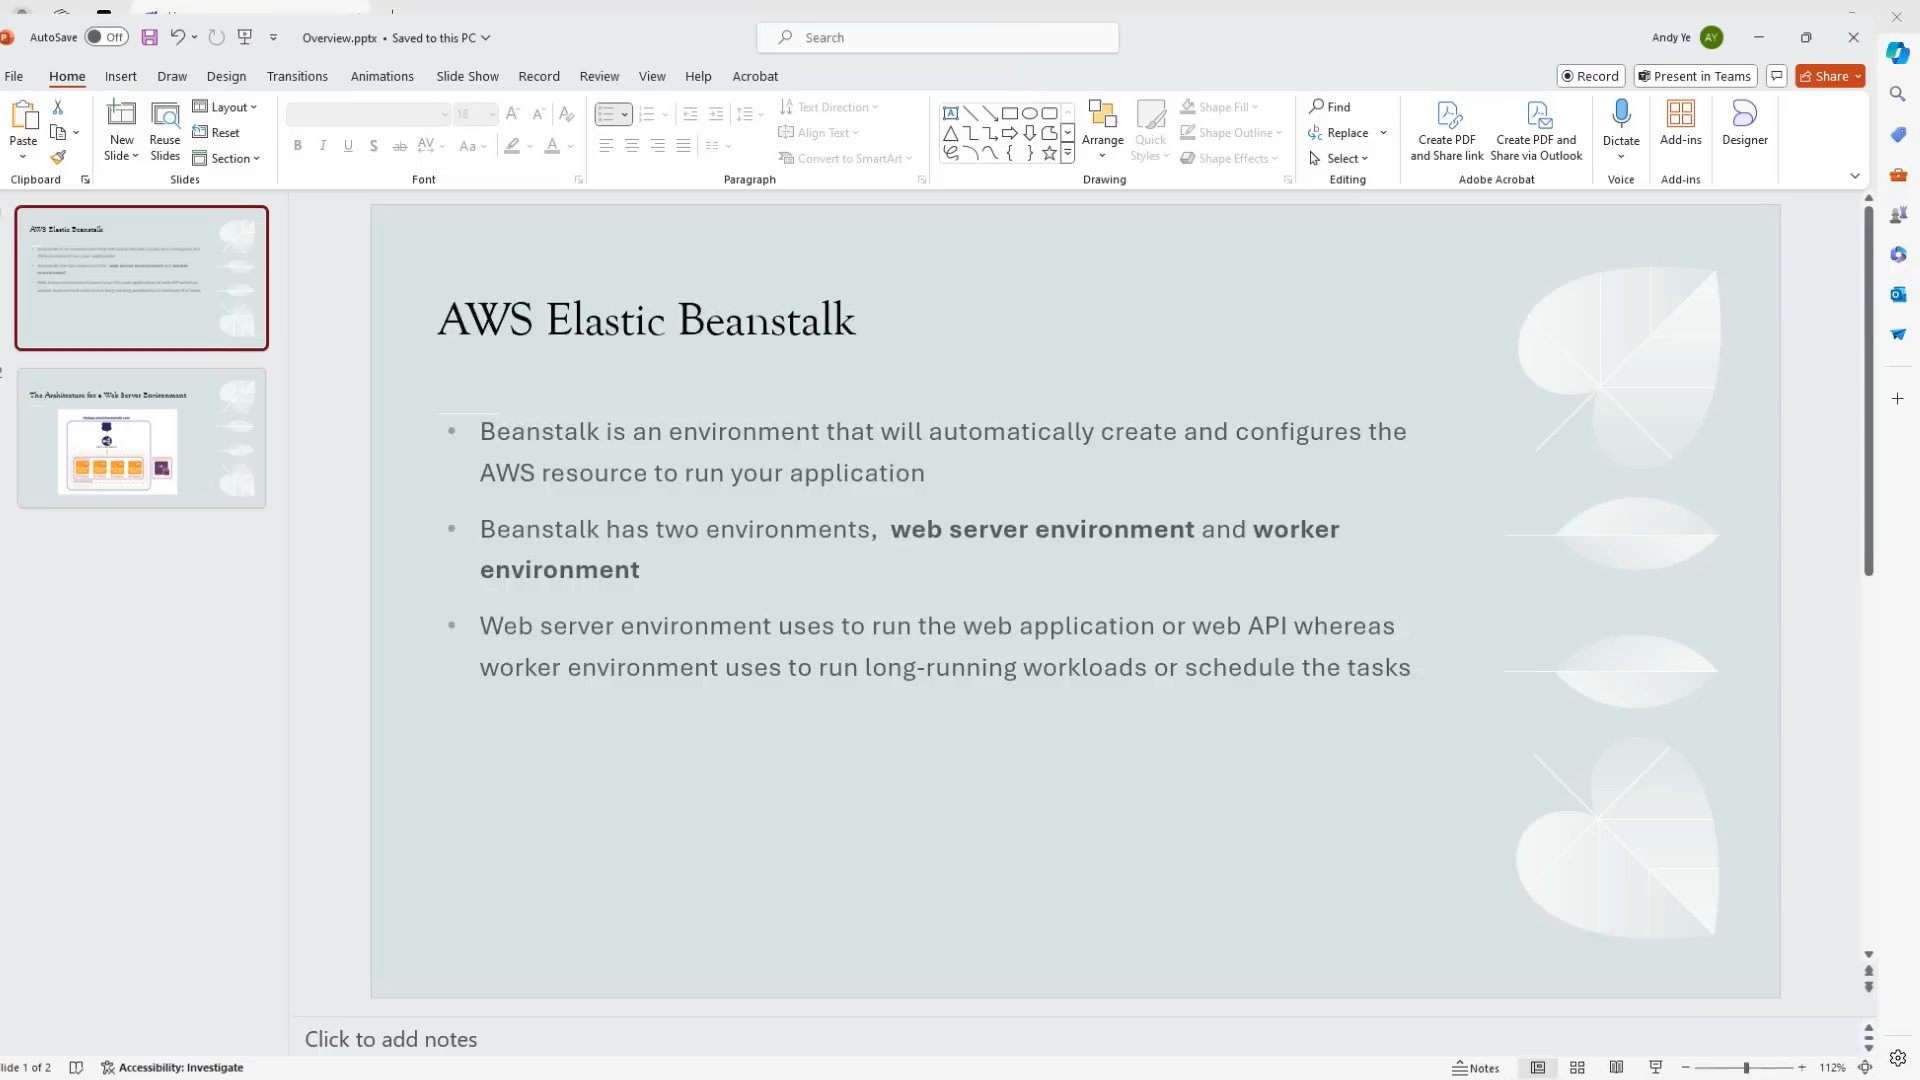 AutoSave Off Overview.pptx • Saved to this PC Search Andy Ye AY
File Home Insert Draw Design Transitions Animations Slide Show Record Review View Help Acrobat Record Present in Teams Share
Paste New Slide Reuse Slides Layout Reset Section 18 Text Direction Align Text Convert to SmartArt Arrange Quick Styles Shape Fill Shape Outline Shape Effects Find Replace Select Create PDF and Share link Create PDF and Share via Outlook Dictate Add-ins Designer
Clipboard Slides Font Paragraph Drawing Editing Adobe Acrobat Voice Add-ins
AWS Elastic Beanstalk
2
The Architecture for a Web Server Environment
AWS Elastic Beanstalk
• Beanstalk is an environment that will automatically create and configures the
AWS resource to run your application
• Beanstalk has two environments, web server environment and worker
environment
• Web server environment uses to run the web application or web API whereas
worker environment uses to run long-running workloads or schedule the tasks
Click to add notes
lide 1 of 2 Accessibility: Investigate Notes 112%